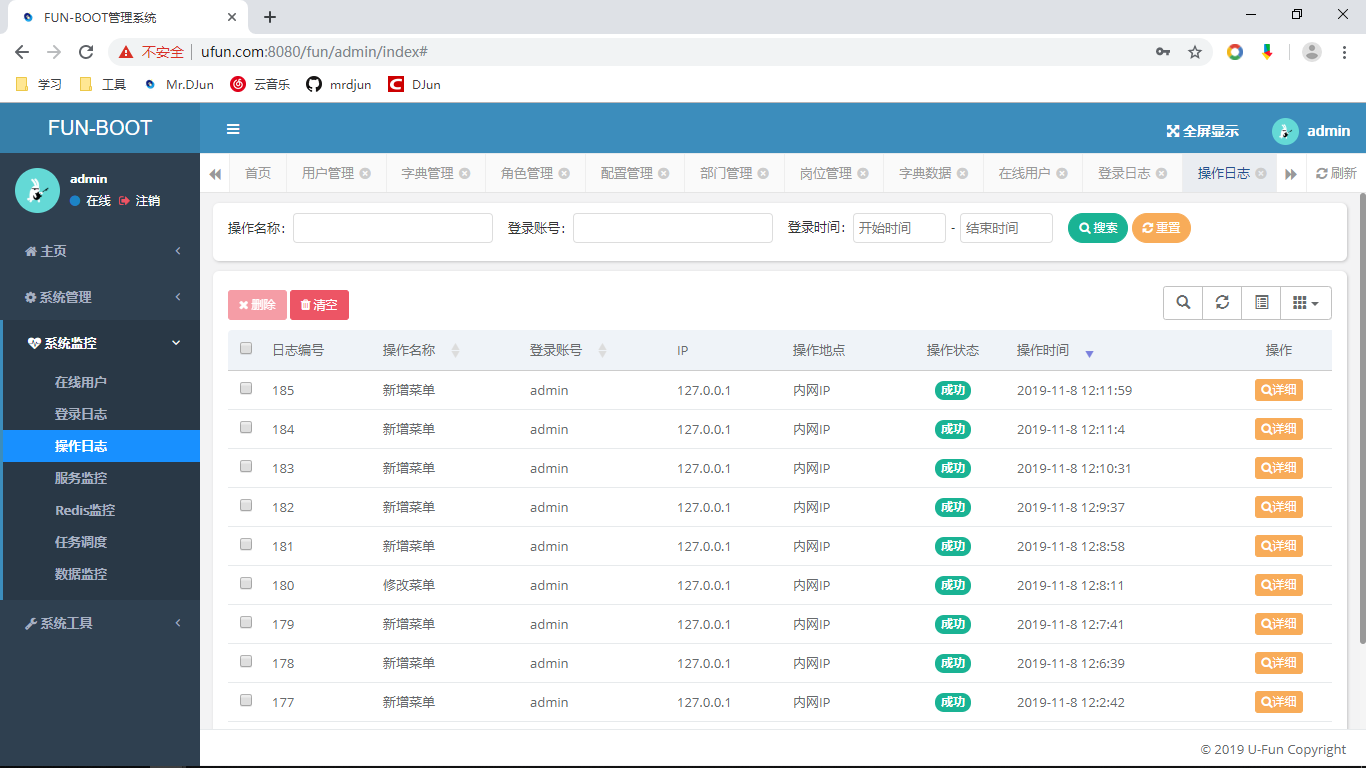 FUN-BOOT管理系统
不安全 ufun.com:8080/fun/admin/index#
学习 工具 Mr.DJun 云音乐 mrdjun DJun
FUN-BOOT 全屏显示 admin
admin
在线 注销
主页
系统管理
系统监控
在线用户
登录日志
操作日志
服务监控
Redis监控
任务调度
数据监控
系统工具
首页 用户管理 字典管理 角色管理 配置管理 部门管理 岗位管理 字典数据 在线用户 登录日志 操作日志 刷新
操作名称: 登录账号: 登录时间: 开始时间 - 结束时间 搜索 重置
删除 清空
日志编号 操作名称 登录账号 IP 操作地点 操作状态 操作时间 操作
185 新增菜单 admin 127.0.0.1 内网IP 成功 2019-11-8 12:11:59 详细
184 新增菜单 admin 127.0.0.1 内网IP 成功 2019-11-8 12:11:4 详细
183 新增菜单 admin 127.0.0.1 内网IP 成功 2019-11-8 12:10:31 详细
182 新增菜单 admin 127.0.0.1 内网IP 成功 2019-11-8 12:9:37 详细
181 新增菜单 admin 127.0.0.1 内网IP 成功 2019-11-8 12:8:58 详细
180 修改菜单 admin 127.0.0.1 内网IP 成功 2019-11-8 12:8:11 详细
179 新增菜单 admin 127.0.0.1 内网IP 成功 2019-11-8 12:7:41 详细
178 新增菜单 admin 127.0.0.1 内网IP 成功 2019-11-8 12:6:39 详细
177 新增菜单 admin 127.0.0.1 内网IP 成功 2019-11-8 12:2:42 详细
© 2019 U-Fun Copyright